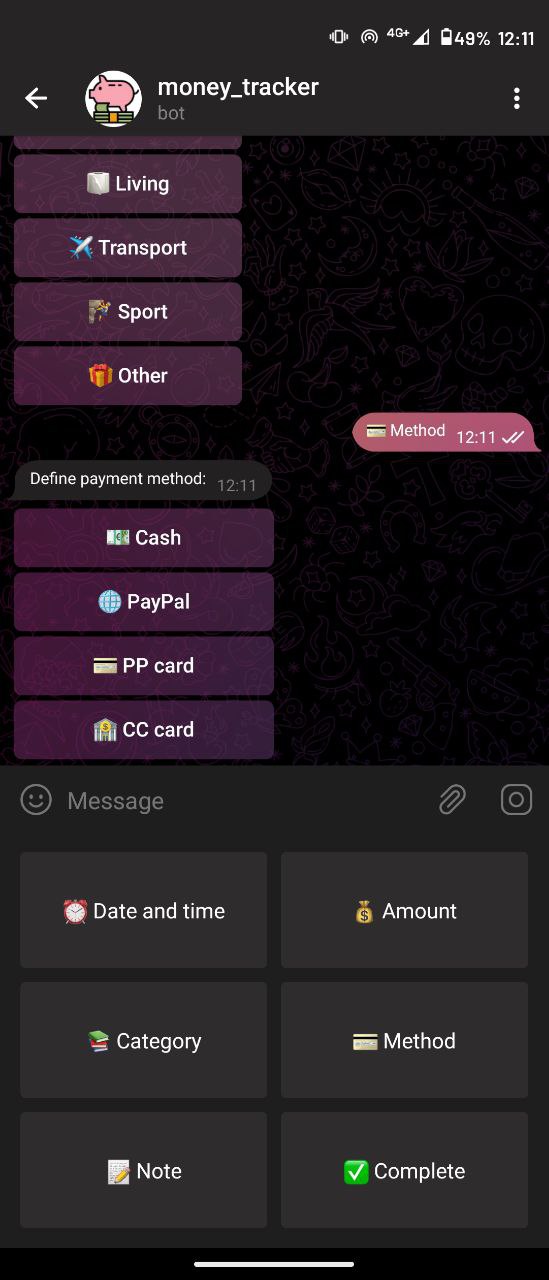 4G+ 49% 12:11
money_tracker
bot
Living
Transport
Sport
Other
Method 12:11
Define payment method: 12:11
Cash
PayPal
PP card
CC card
Message
Date and time
Amount
Category
Method
Note
Complete